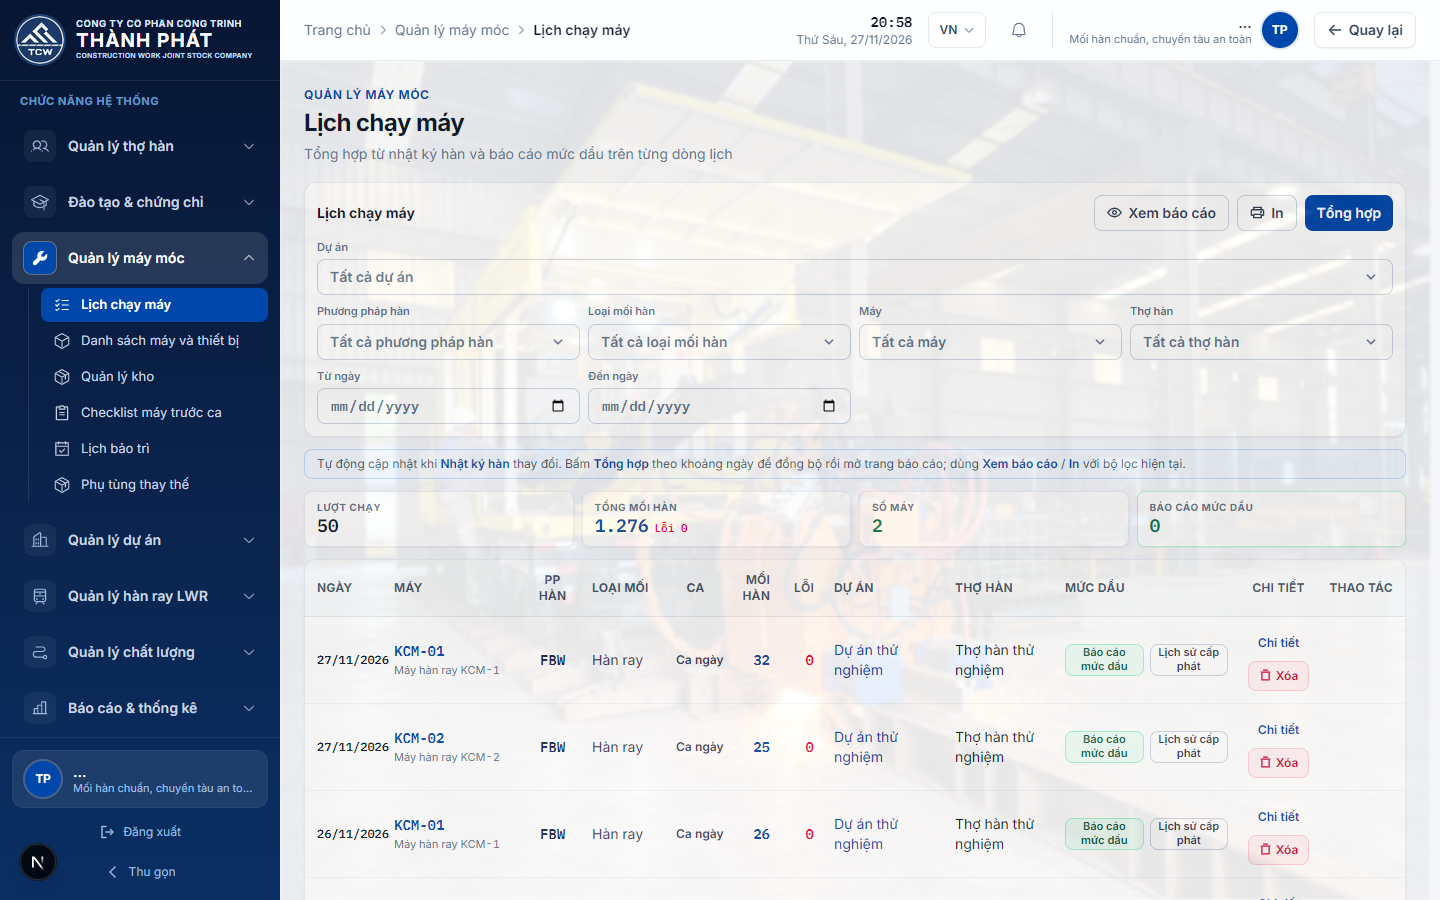 CÔNG TY CỔ PHẦN CÔNG TRÌNH
THÀNH PHÁT
CONSTRUCTION WORK JOINT STOCK COMPANY
TCW
CHỨC NĂNG HỆ THỐNG
Quản lý thợ hàn
Đào tạo & chứng chỉ
Quản lý máy móc
Lịch chạy máy
Danh sách máy và thiết bị
Quản lý kho
Checklist máy trước ca
Lịch bảo trì
Phụ tùng thay thế
Quản lý dự án
Quản lý hàn ray LWR
Quản lý chất lượng
Báo cáo & thống kê
TP
...
Mối hàn chuẩn, chuyến tàu an to...
Đăng xuất
N
Thu gọn
Trang chủ > Quản lý máy móc > Lịch chạy máy
20:58
Thứ Sáu, 27/11/2026
VN
...
Mối hàn chuẩn, chuyến tàu an toàn
TP
Quay lại
QUẢN LÝ MÁY MÓC
Lịch chạy máy
Tổng hợp từ nhật ký hàn và báo cáo mức dầu trên từng dòng lịch
Lịch chạy máy
Xem báo cáo
In
Tổng hợp
Dự án
Tất cả dự án
Phương pháp hàn
Loại mối hàn
Máy
Thợ hàn
Tất cả phương pháp hàn
Tất cả loại mối hàn
Tất cả máy
Tất cả thợ hàn
Từ ngày
Đến ngày
mm/dd/yyyy
mm/dd/yyyy
Tự động cập nhật khi Nhật ký hàn thay đổi. Bấm Tổng hợp theo khoảng ngày để đồng bộ rồi mở trang báo cáo; dùng Xem báo cáo / In với bộ lọc hiện tại.
LƯỢT CHẠY
50
TỔNG MỐI HÀN
1.276 Lỗi 0
SỐ MÁY
2
BÁO CÁO MỨC DẦU
0
NGÀY MÁY PP HÀN LOẠI MỐI CA MỐI HÀN LỖI DỰ ÁN THỢ HÀN MỨC DẦU CHI TIẾT THAO TÁC
27/11/2026 KCM-01 FBW Hàn ray Ca ngày 32 0 Dự án thử nghiệm Thợ hàn thử nghiệm Báo cáo mức dầu Lịch sử cấp phát Chi tiết
Máy hàn ray KCM-1 Xóa
27/11/2026 KCM-02 FBW Hàn ray Ca ngày 25 0 Dự án thử nghiệm Thợ hàn thử nghiệm Báo cáo mức dầu Lịch sử cấp phát Chi tiết
Máy hàn ray KCM-2 Xóa
26/11/2026 KCM-01 FBW Hàn ray Ca ngày 26 0 Dự án thử nghiệm Thợ hàn thử nghiệm Báo cáo mức dầu Lịch sử cấp phát Chi tiết
Máy hàn ray KCM-1 Xóa